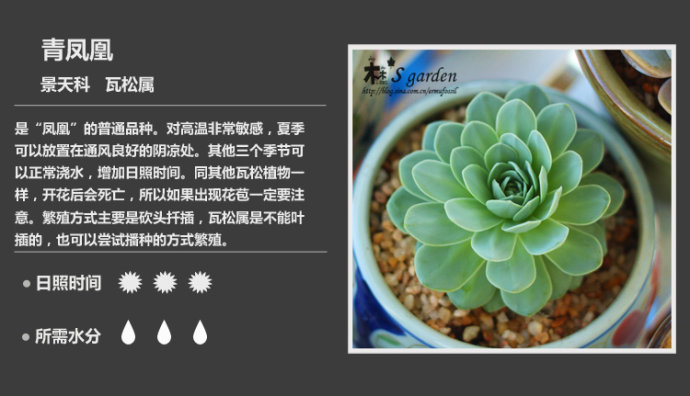 青凤凰
景天科 瓦松属
是“凤凰”的普通品种。对高温非常敏感，夏季
可以放置在通风良好的阴凉处。其他三个季节可
以正常浇水，增加日照时间。同其他瓦松植物一
样，开花后会死亡，所以如果出现花苞一定要注
意。繁殖方式主要是砍头扦插，瓦松属是不能叶
插的，也可以尝试播种的方式繁殖。
日照时间
所需水分
林's garden
http://blog.sina.com.cn/ermufossil